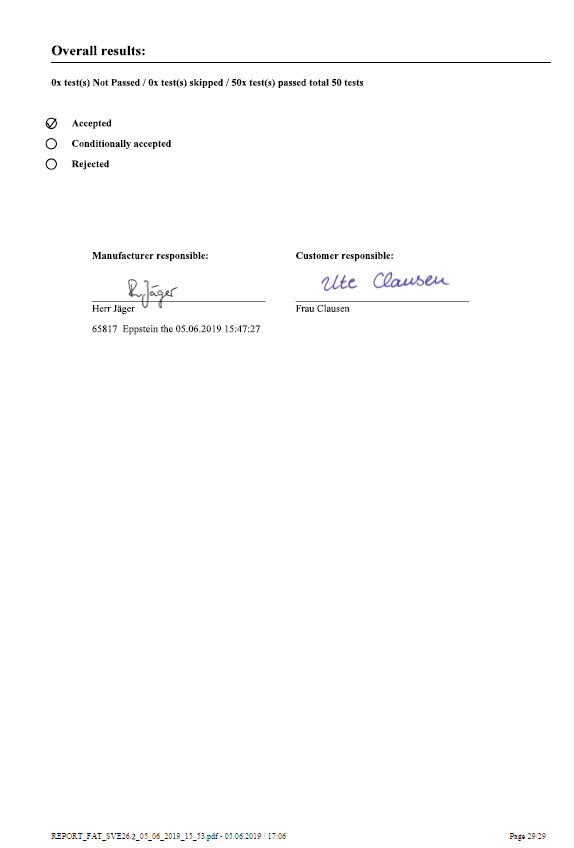 Overall results:
0x test(s) Not Passed / 0x test(s) skipped / 50x test(s) passed total 50 tests
Accepted
Conditionally accepted
Rejected
Manufacturer responsible: Customer responsible:
R. Jäger Ute Clausen
Herr Jäger Frau Clausen
65817 Eppstein the 05.06.2019 15:47:27
REPORT_FAT_SVE26.2_05_06_2019_15_53.pdf - 05.06.2019 / 17:06 Page 29/29